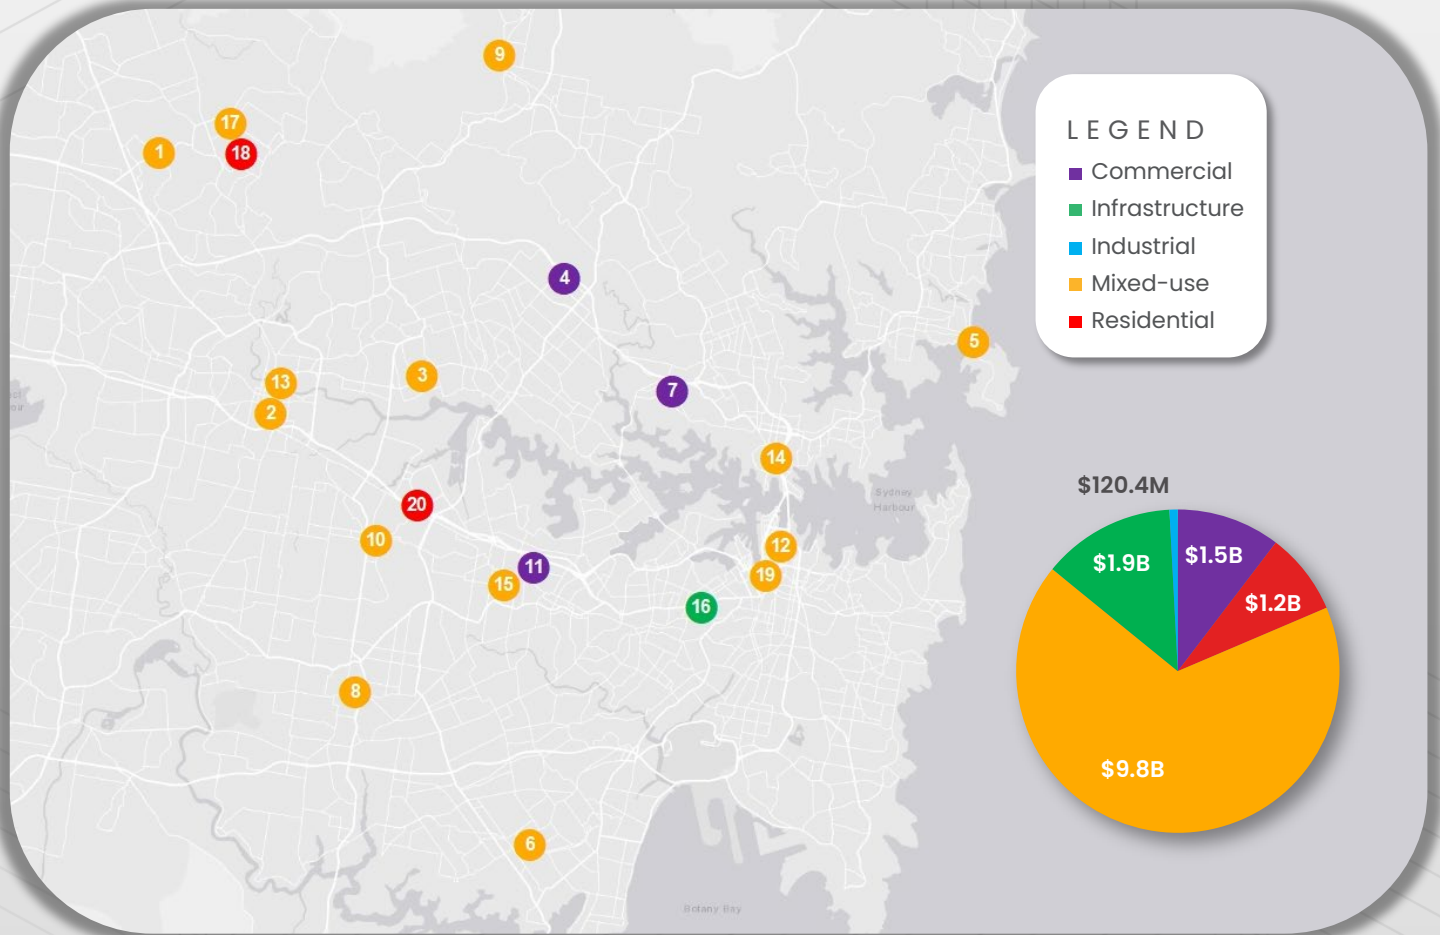 9
17
1
18
4
5
13
3
2
7
14
20
Sydney
Harbour
10
12
11
15
19
16
8
6
Botany Bay
LEGEND
Commercial
Infrastructure
Industrial
Mixed-use
Residential
$120.4M
$1.9B
$1.5B
$1.2B
$9.8B